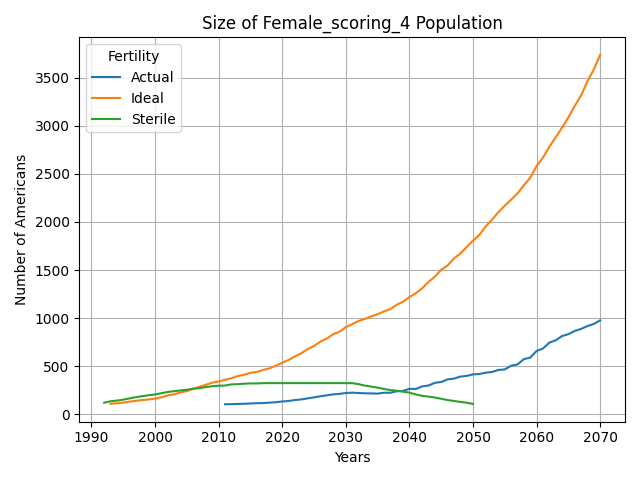 Size of Female_scoring_4 Population
Fertility
Actual
Ideal
Sterile
Number of Americans
3500
3000
2500
2000
1500
1000
500
0
1990 2000 2010 2020 2030 2040 2050 2060 2070
Years